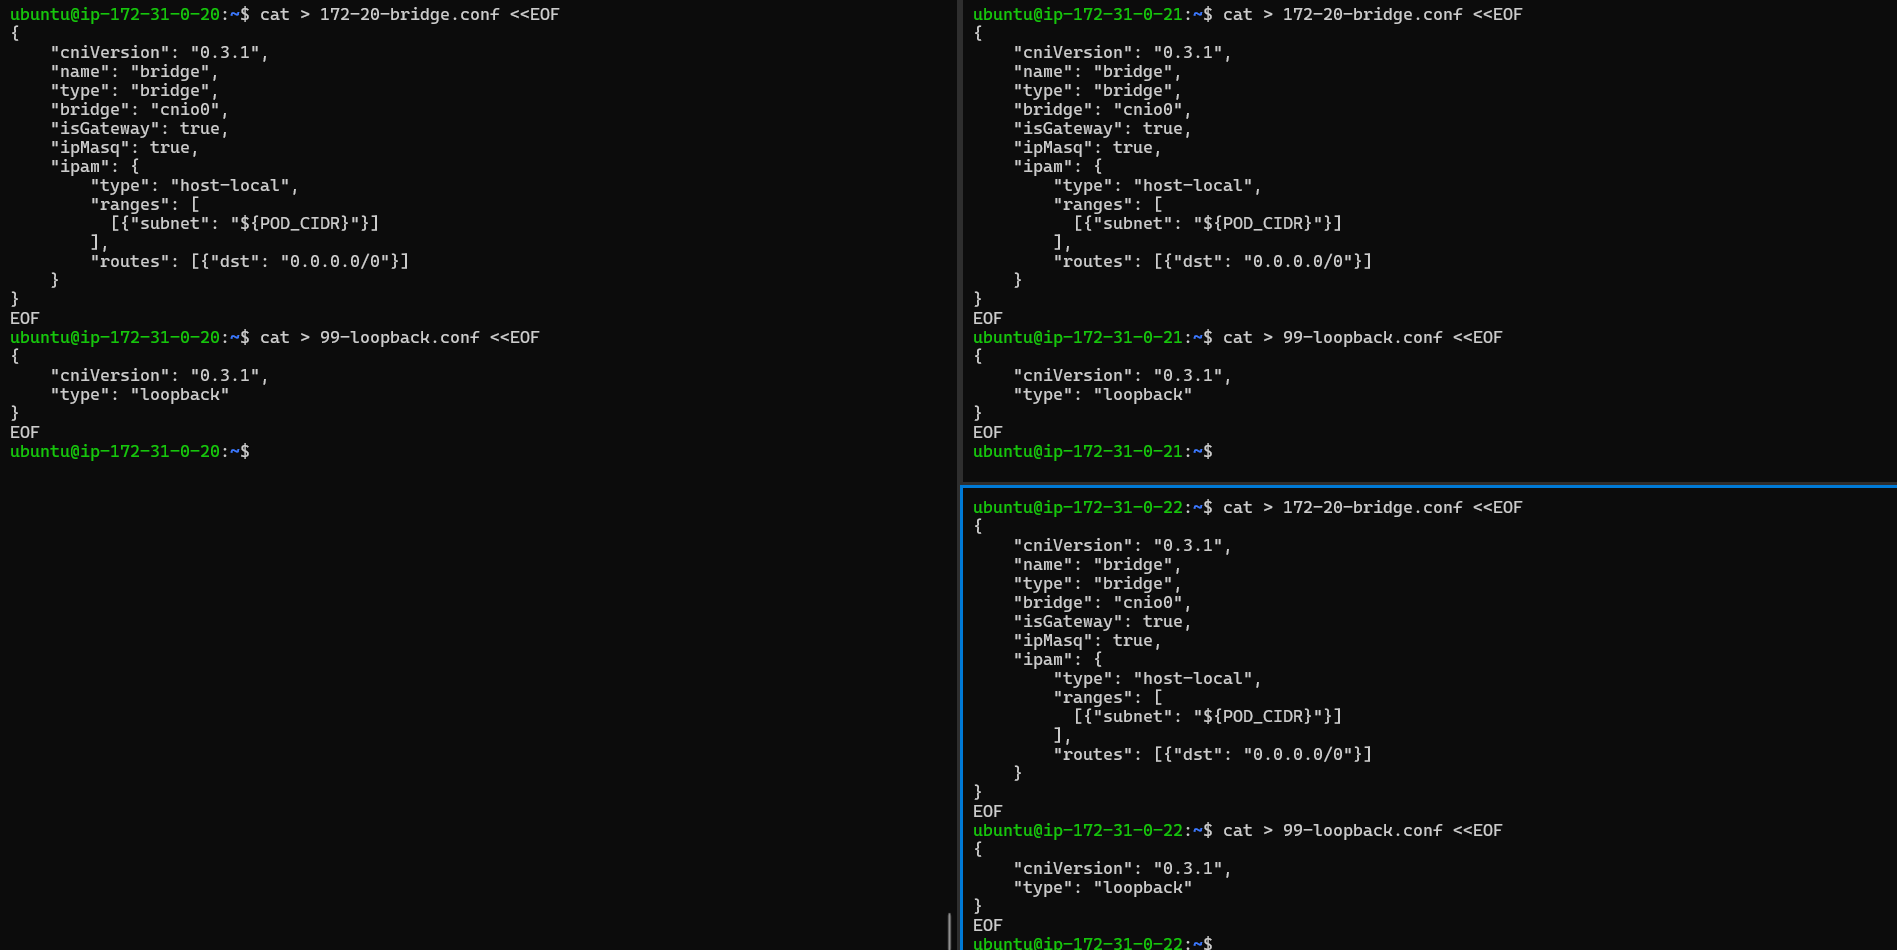 ubuntu@ip-172-31-0-20:~$ cat > 172-20-bridge.conf <<EOF
{
    "cniVersion": "0.3.1",
    "name": "bridge",
    "type": "bridge",
    "bridge": "cnio0",
    "isGateway": true,
    "ipMasq": true,
    "ipam": {
        "type": "host-local",
        "ranges": [
          [{"subnet": "${POD_CIDR}"}]
        ],
        "routes": [{"dst": "0.0.0.0/0"}]
    }
}
EOF
ubuntu@ip-172-31-0-20:~$ cat > 99-loopback.conf <<EOF
{
    "cniVersion": "0.3.1",
    "type": "loopback"
}
EOF
ubuntu@ip-172-31-0-20:~$
ubuntu@ip-172-31-0-21:~$ cat > 172-20-bridge.conf <<EOF
{
    "cniVersion": "0.3.1",
    "name": "bridge",
    "type": "bridge",
    "bridge": "cnio0",
    "isGateway": true,
    "ipMasq": true,
    "ipam": {
        "type": "host-local",
        "ranges": [
          [{"subnet": "${POD_CIDR}"}]
        ],
        "routes": [{"dst": "0.0.0.0/0"}]
    }
}
EOF
ubuntu@ip-172-31-0-21:~$ cat > 99-loopback.conf <<EOF
{
    "cniVersion": "0.3.1",
    "type": "loopback"
}
EOF
ubuntu@ip-172-31-0-21:~$
ubuntu@ip-172-31-0-22:~$ cat > 172-20-bridge.conf <<EOF
{
    "cniVersion": "0.3.1",
    "name": "bridge",
    "type": "bridge",
    "bridge": "cnio0",
    "isGateway": true,
    "ipMasq": true,
    "ipam": {
        "type": "host-local",
        "ranges": [
          [{"subnet": "${POD_CIDR}"}]
        ],
        "routes": [{"dst": "0.0.0.0/0"}]
    }
}
EOF
ubuntu@ip-172-31-0-22:~$ cat > 99-loopback.conf <<EOF
{
    "cniVersion": "0.3.1",
    "type": "loopback"
}
EOF
ubuntu@ip-172-31-0-22:~$